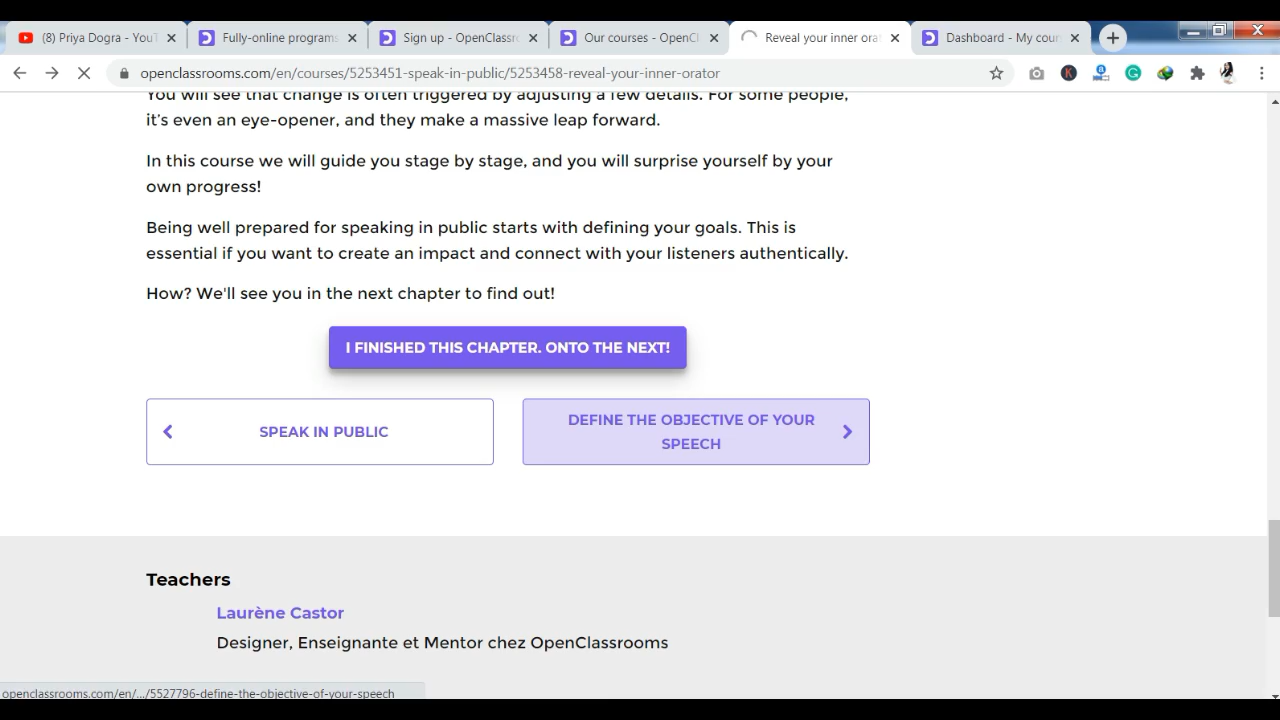 (8) Priya Dogra - YouT
Fully-online programs
Sign up - OpenClassr
Our courses - OpenCl
Reveal your inner orat
Dashboard - My cour
openclassrooms.com/en/courses/5253451-speak-in-public/5253458-reveal-your-inner-orator
You will see that change is often triggered by adjusting a few details. For some people,
it's even an eye-opener, and they make a massive leap forward.
In this course we will guide you stage by stage, and you will surprise yourself by your
own progress!
Being well prepared for speaking in public starts with defining your goals. This is
essential if you want to create an impact and connect with your listeners authentically.
How? We'll see you in the next chapter to find out!
I FINISHED THIS CHAPTER. ONTO THE NEXT!
SPEAK IN PUBLIC
DEFINE THE OBJECTIVE OF YOUR
SPEECH
Teachers
Laurène Castor
Designer, Enseignante et Mentor chez OpenClassrooms
openclassrooms.com/en/.../5527796-define-the-objective-of-your-speech